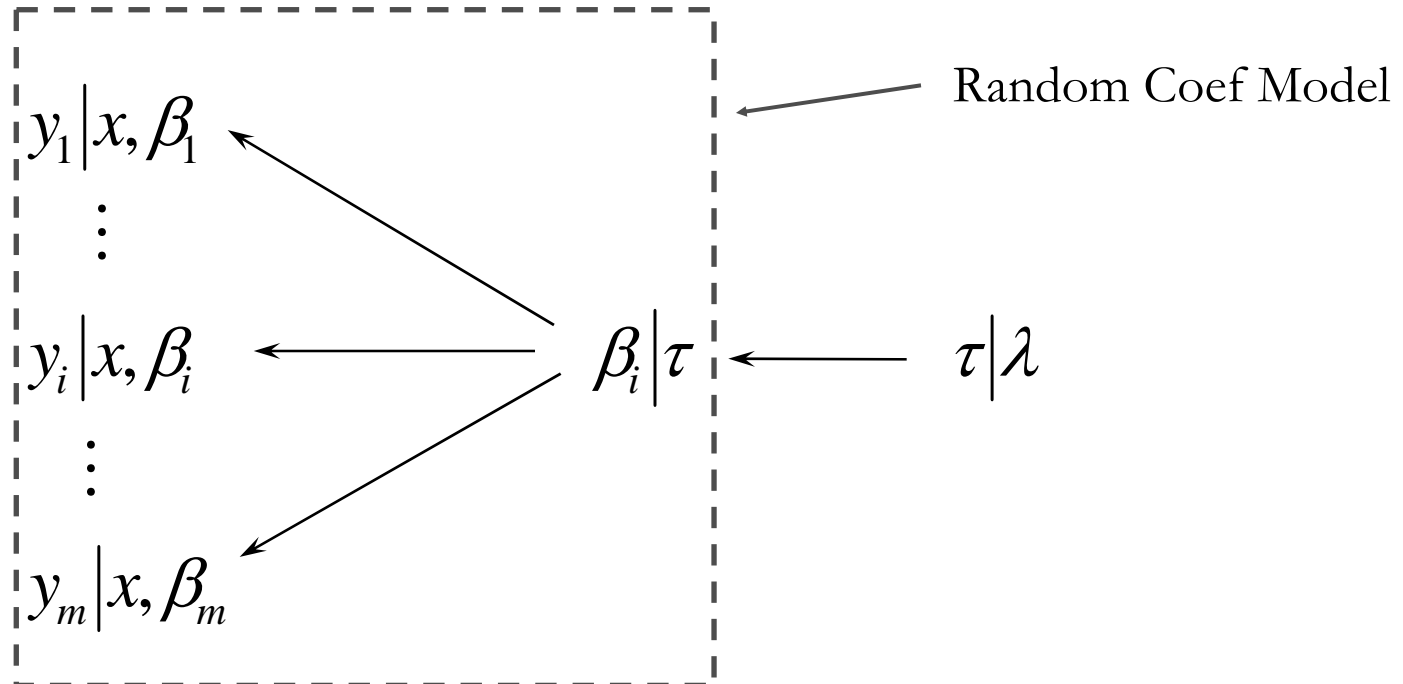 Random Coef Model
y₁|x, β₁
⋮
yᵢ|x, βᵢ
βᵢ|τ
τ|λ
⋮
yₘ|x, βₘ